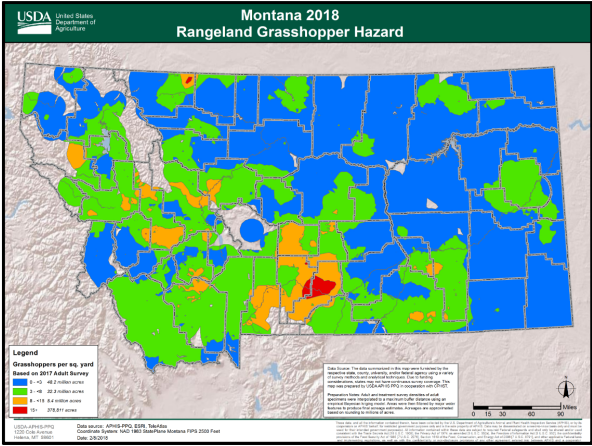 USDA
United States
Department of
Agriculture
Montana 2018
Rangeland Grasshopper Hazard
Legend
Grasshoppers per sq. yard
Based on 2017 Adult Survey
0 - <3 48.2 million acres
3 - <8 32.3 million acres
8 - <15 5.4 million acres
15+ 378,811 acres
Data Source: The data summarized in this map were furnished by the
respective state, county, university, and/or federal agency using a variety
of survey methods and analytical techniques. Due to funding
considerations, states may not have continuous survey coverage. This
map was prepared by USDA APHIS PPQ in cooperation with CPHST.
Preparation Notes: Adult and treatment survey densities of adult
specimens were interpolated to a maximum buffer distance using an
empirical Bayesian kriging model. Areas were then filtered by major water
features to produce final acreage estimates. Acreages are approximated
based on rounding to millions of acres.
0 15 30 60 90
Miles
USDA-APHIS-PPQ
1220 Cole Avenue
Helena, MT 59601
Data source: APHIS-PPQ, ESRI, TeleAtlas
Coordinate System: NAD 1983 StatePlane Montana FIPS 2500 Feet
Date: 2/8/2018